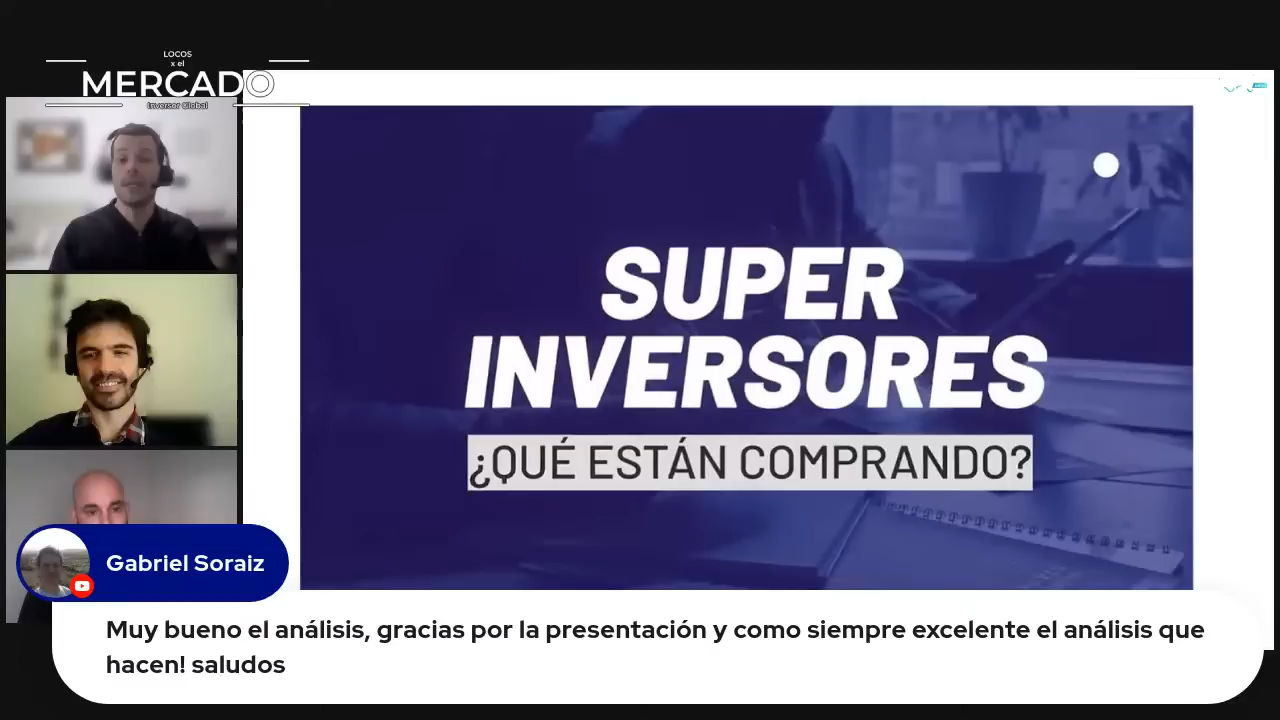 LOCOS
x el
MERCADO
Inversor Global
SUPER
INVERSORES
¿QUÉ ESTÁN COMPRANDO?
Gabriel Soraiz
Muy bueno el análisis, gracias por la presentación y como siempre excelente el análisis que
hacen! saludos